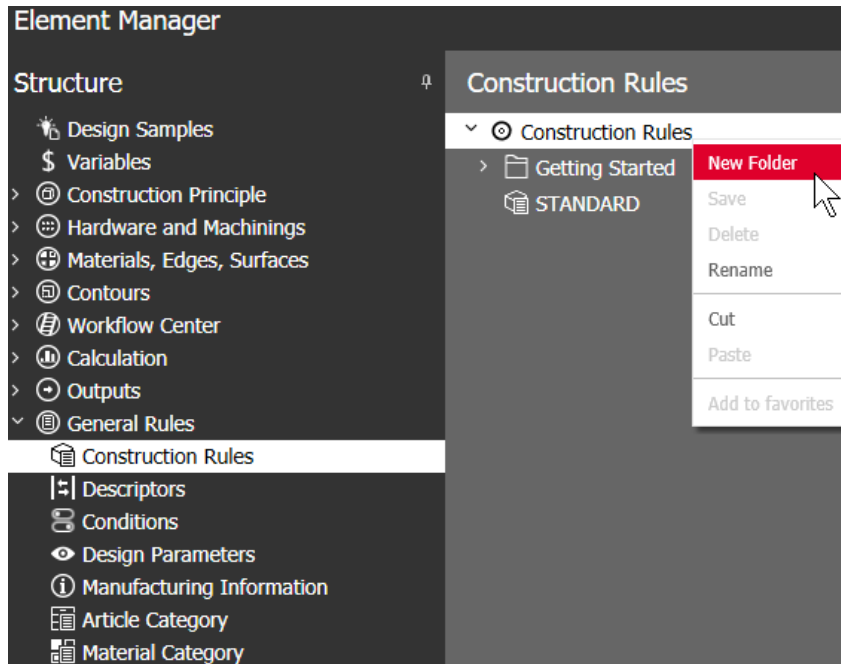 Element Manager
Structure
Design Samples
Variables
Construction Principle
Hardware and Machinings
Materials, Edges, Surfaces
Contours
Workflow Center
Calculation
Outputs
General Rules
Construction Rules
Descriptors
Conditions
Design Parameters
Manufacturing Information
Article Category
Material Category
Construction Rules
Construction Rules
Getting Started
STANDARD
New Folder
Save
Delete
Rename
Cut
Paste
Add to favorites